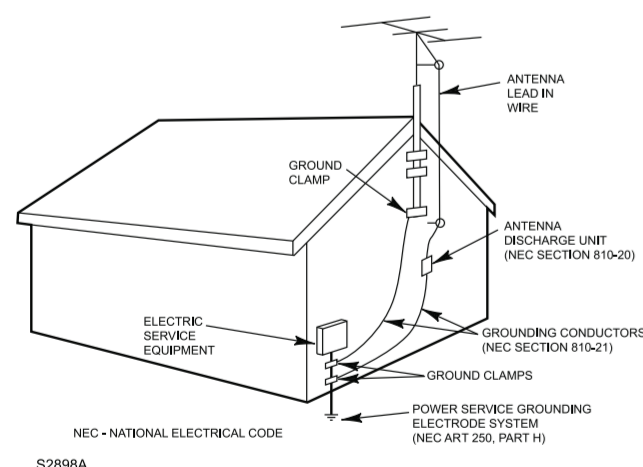 ANTENNA
LEAD IN
WIRE
GROUND
CLAMP
ANTENNA
DISCHARGE UNIT
(NEC SECTION 810-20)
ELECTRIC
SERVICE
EQUIPMENT
GROUNDING CONDUCTORS
(NEC SECTION 810-21)
GROUND CLAMPS
POWER SERVICE GROUNDING
ELECTRODE SYSTEM
(NEC ART 250, PART H)
NEC - NATIONAL ELECTRICAL CODE
S2898A